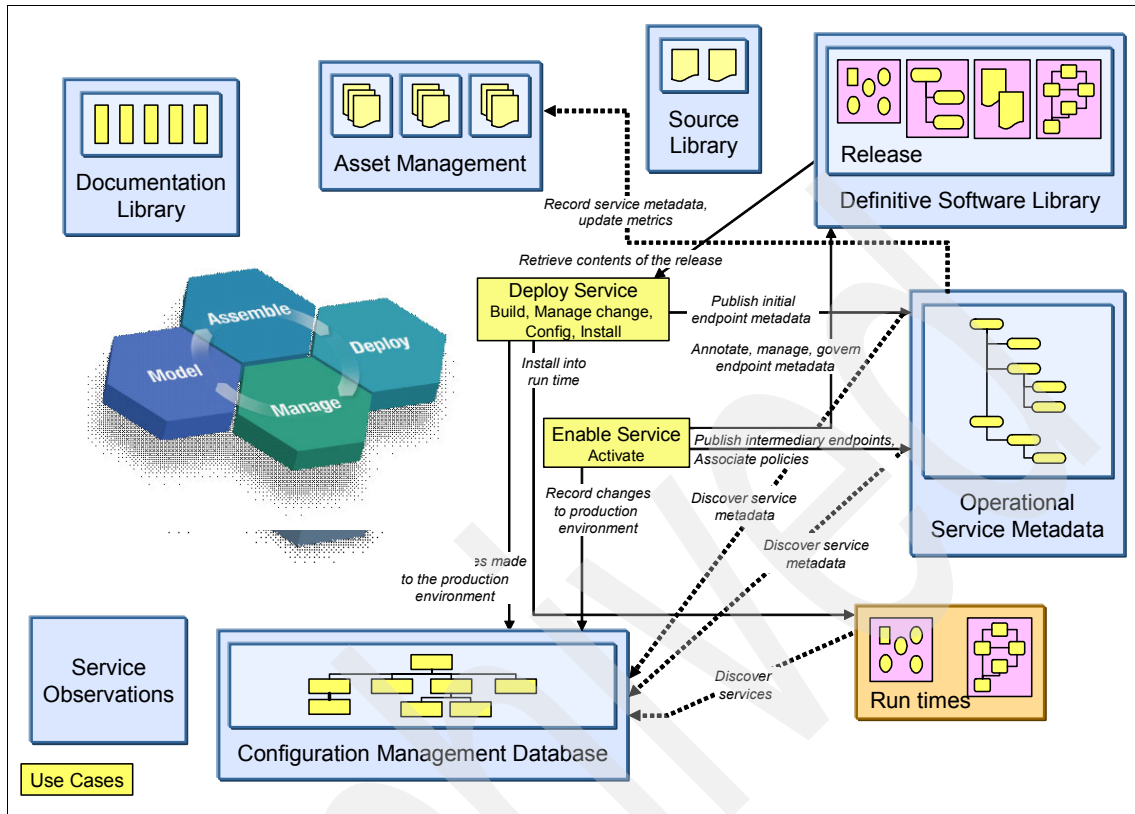 Documentation
Library
Asset Management
Source
Library
Release
Definitive Software Library
Record service metadata,
update metrics
Retrieve contents of the release
Deploy Service
Build, Manage change,
Config, Install
Publish initial
endpoint metadata
Annotate, manage, govern
endpoint metadata
Install into
run time
Assemble
Deploy
Model
Manage
Enable Service
Activate
Publish intermediary endpoints,
Associate policies
Record changes
to production
environment
Discover service
metadata
Discover service
metadata
Operational
Service Metadata
es made
to the production
environment
Service
Observations
Discover
services
Run times
Configuration Management Database
Use Cases